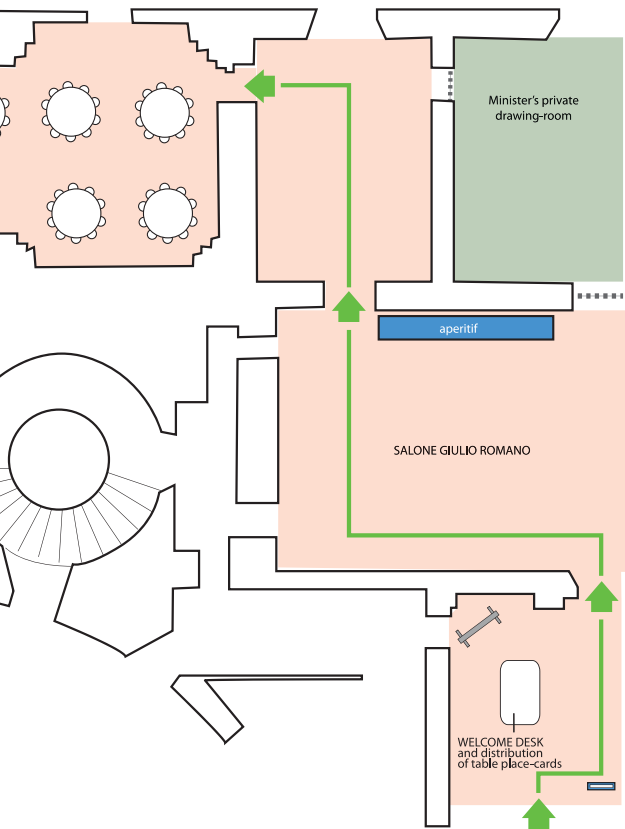 Minister's private
drawing-room
aperitif
SALONE GIULIO ROMANO
WELCOME DESK
and distribution
of table place-cards